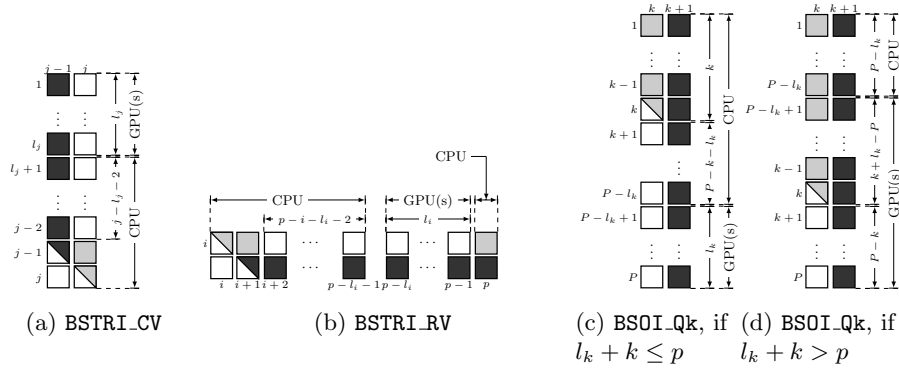 j − 1 j
1
⋮ ⋮
l_j
l_j + 1
⋮ ⋮
j − 2
j − 1
j
l_j
GPU(s)
j − l_j − 2
CPU
(a) BSTRI_CV
CPU
CPU GPU(s)
p − i − l_i − 2 l_i
i
··· ···
··· ···
i i + 1 i + 2 p − l_i − 1 p − l_i p − 1 p
(b) BSTRI_RV
k k + 1
1
⋮ ⋮
k − 1
k
k + 1
⋮
P − l_k
P − l_k + 1
⋮ ⋮
P
k
P − k − l_k
l_k
CPU
GPU(s)
(c) BSOI_Qk, if
l_k + k ≤ p
k k + 1
1
⋮ ⋮
P − l_k
P − l_k + 1
⋮
k − 1
k
k + 1
⋮ ⋮
P
P − l_k
k + l_k − P
P − k
CPU
GPU(s)
(d) BSOI_Qk, if
l_k + k > p